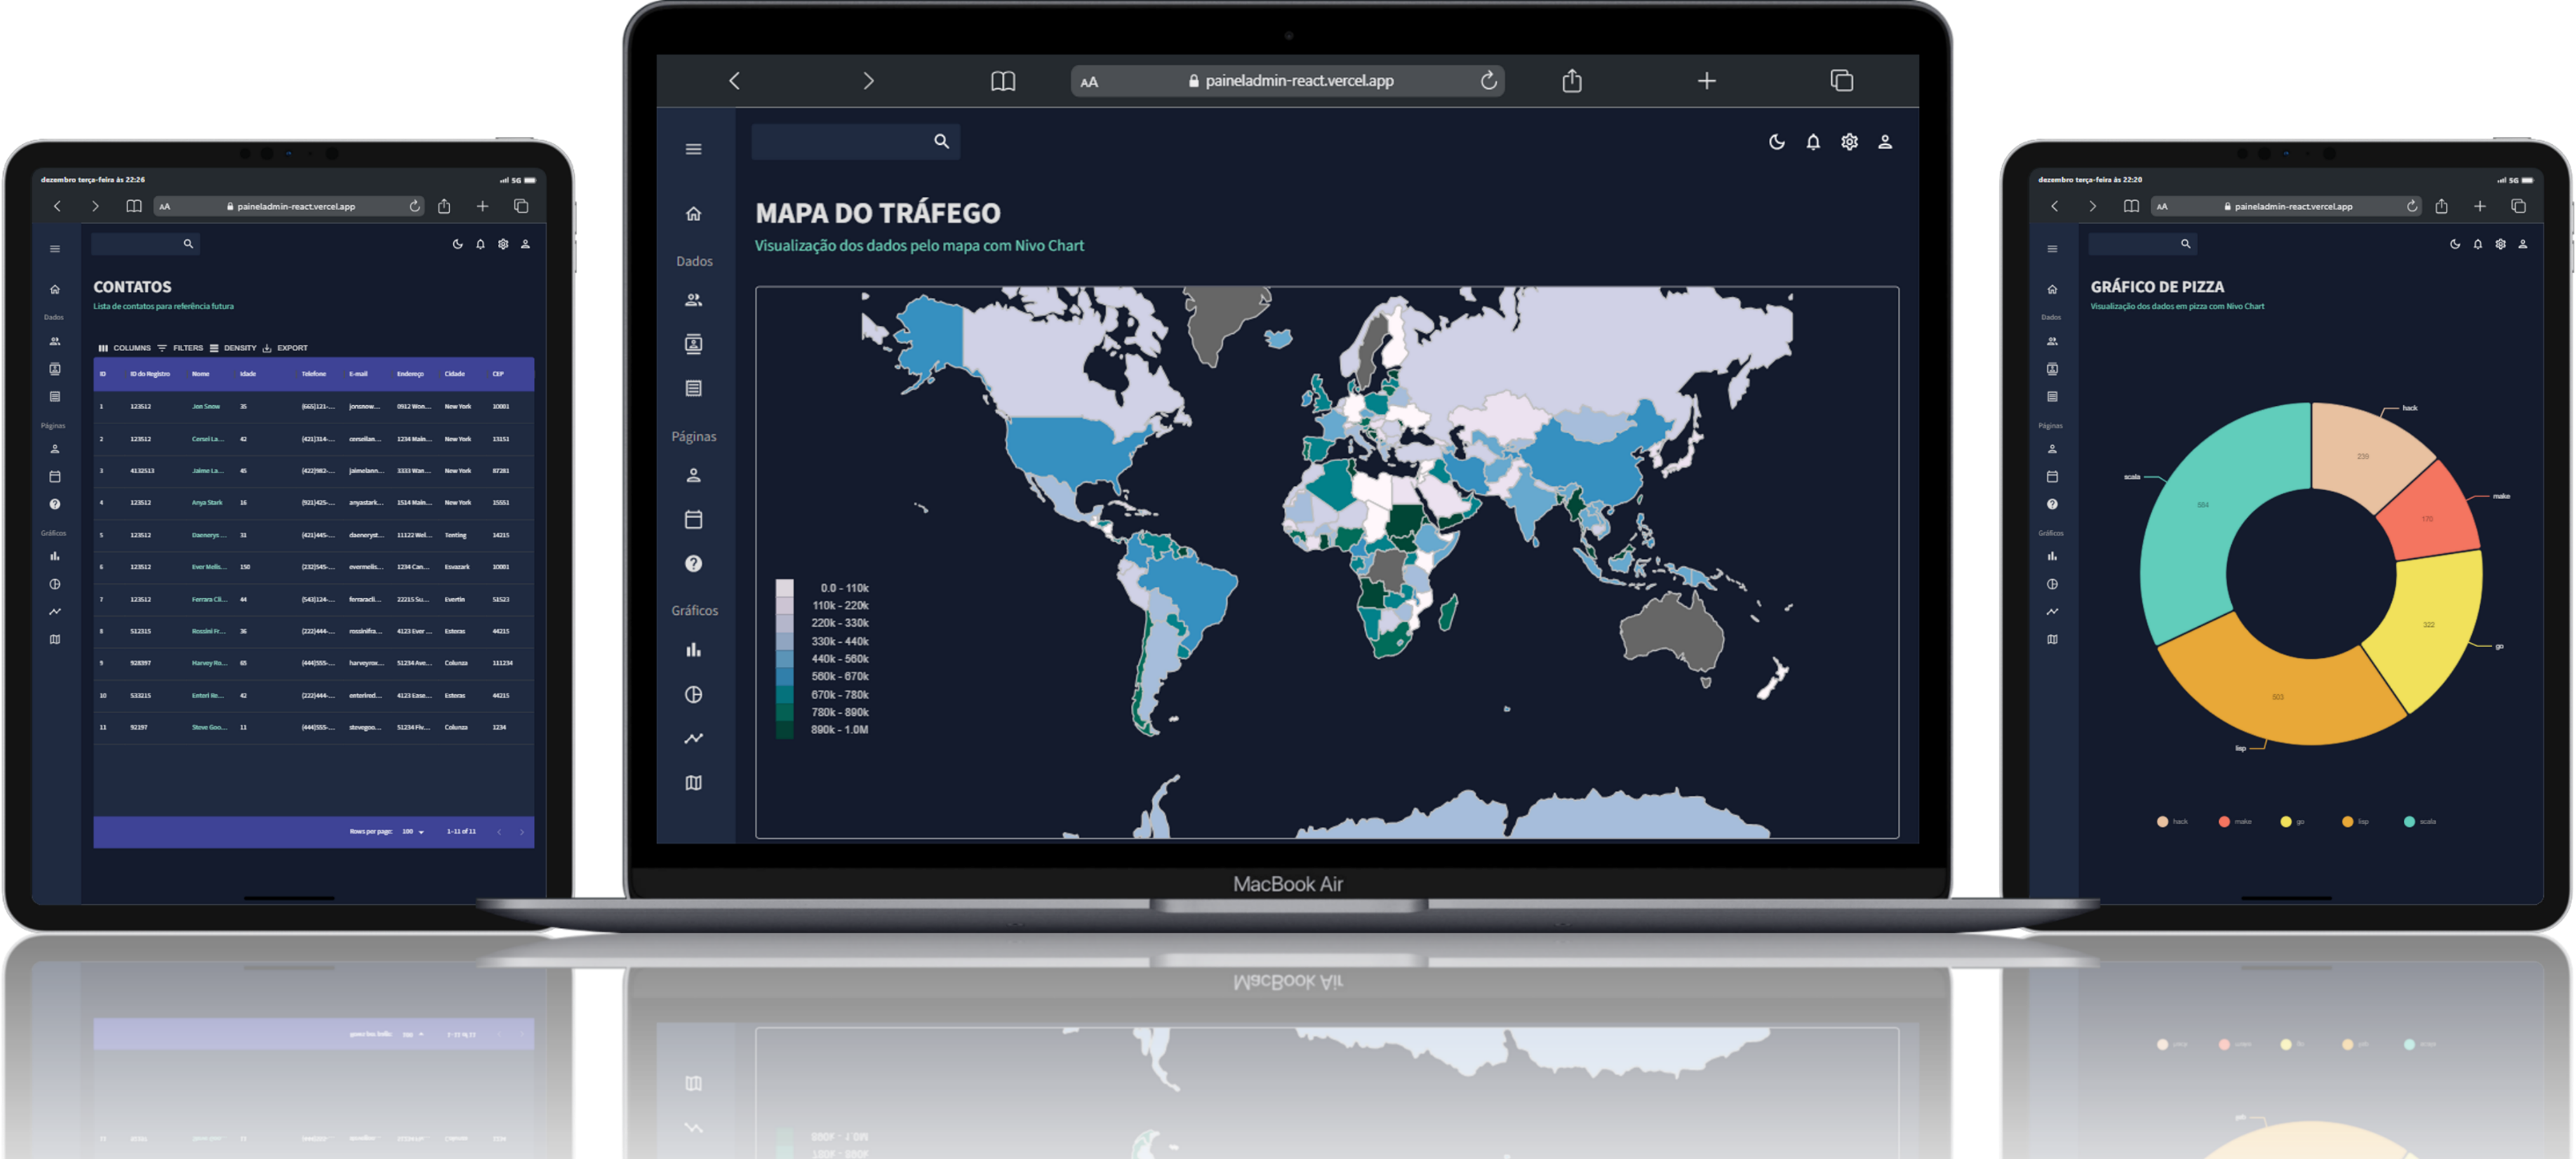 dezembro terça-feira às 22:26
5G
AA
paineladmin-react.vercel.app
CONTATOS
Lista de contatos para referência futura
Dados
Páginas
Gráficos
COLUMNS FILTERS DENSITY EXPORT
ID ID do Registro Nome Idade Telefone E-mail Endereço Cidade CEP
1 123512 Jon Snow 35 (665)121-... jonsnow... 0912 Won... New York 10001
2 123512 Cersei La... 42 (421)314-... cerseilan... 1234 Main... New York 13151
3 4132513 Jaime La... 45 (422)982-... jaimelann... 3333 Wan... New York 87281
4 123512 Anya Stark 16 (921)425-... anyastark... 1514 Main... New York 15551
5 123512 Daenerys ... 31 (421)445-... daeneryst... 11122 Wel... Tenting 14215
6 123512 Ever Melis... 150 (232)545-... evermelis... 1234 Can... Esvazark 10001
7 123512 Ferrara Cli... 44 (543)124-... ferraracli... 22215 Su... Evertin 51523
8 512315 Rossini Fr... 36 (222)444-... rossinifra... 4123 Ever ... Esteras 44215
9 928397 Harvey Ro... 65 (444)555-... harveyrox... 51234 Ave... Colunza 111234
10 533215 Enteri Re... 42 (222)444-... enterired... 4123 Ease... Esteras 44215
11 92197 Steve Goo... 11 (444)555-... stevegoo... 51234 Fiv... Colunza 1234
Rows per page: 100 1–11 of 11
AA
paineladmin-react.vercel.app
MAPA DO TRÁFEGO
Visualização dos dados pelo mapa com Nivo Chart
Dados
Páginas
Gráficos
0.0 - 110k
110k - 220k
220k - 330k
330k - 440k
440k - 560k
560k - 670k
670k - 780k
780k - 890k
890k - 1.0M
MacBook Air
dezembro terça-feira às 22:20
5G
AA
paineladmin-react.vercel.app
GRÁFICO DE PIZZA
Visualização dos dados em pizza com Nivo Chart
Dados
Páginas
Gráficos
hack
239
make
170
go
322
lisp
503
scala
584
hack make go lisp scala